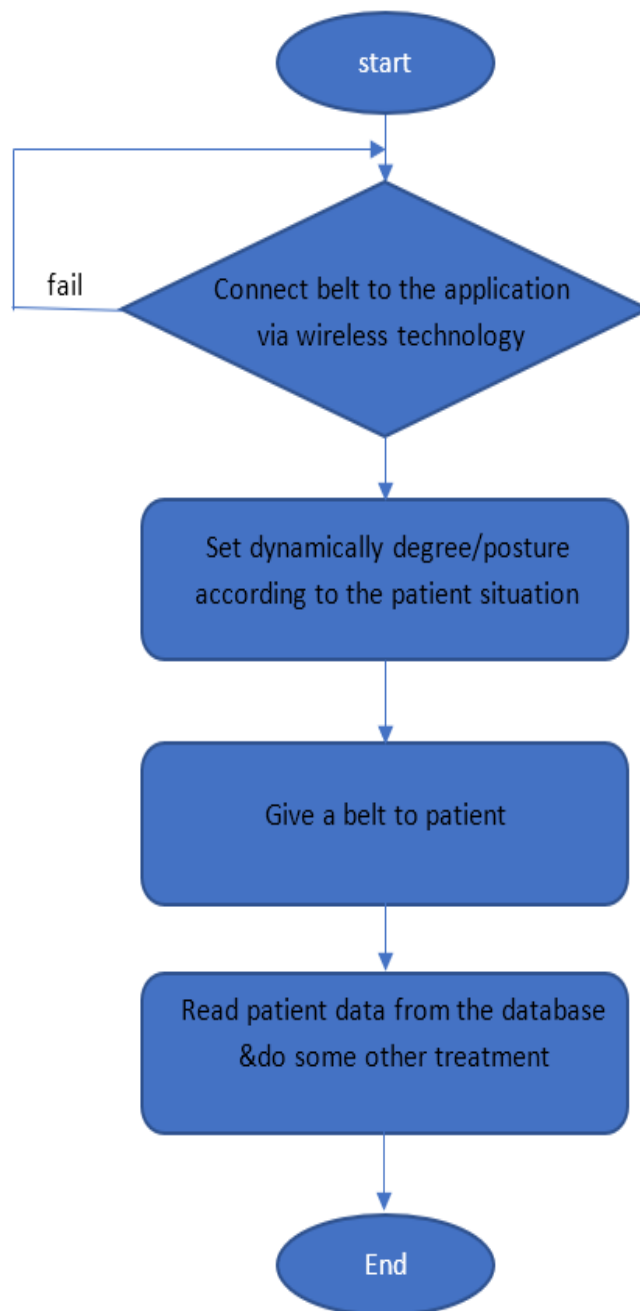 start
fail
Connect belt to the application
via wireless technology
Set dynamically degree/posture
according to the patient situation
Give a belt to patient
Read patient data from the database
&do some other treatment
End